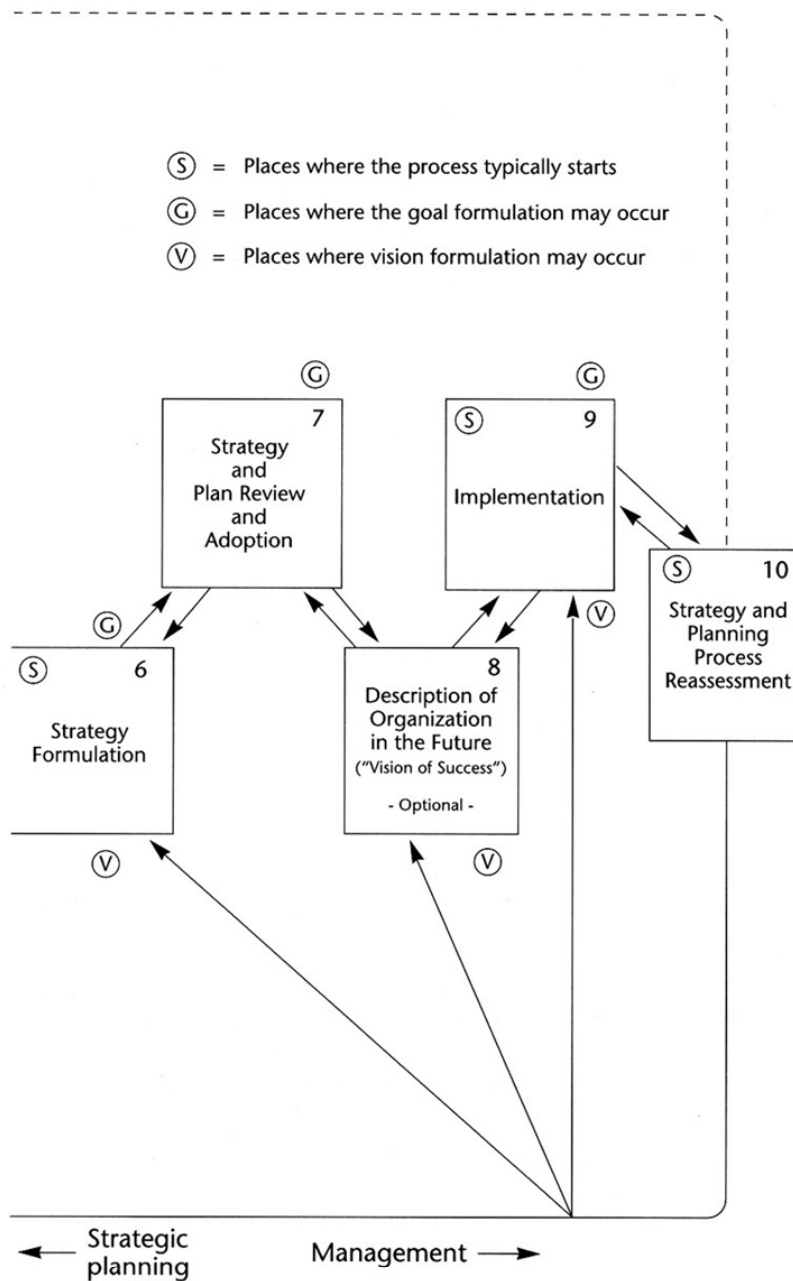 S = Places where the process typically starts
G = Places where the goal formulation may occur
V = Places where vision formulation may occur
G
7
Strategy
and
Plan Review
and
Adoption
G
S 9
Implementation
V
S 10
Strategy and
Planning
Process
Reassessment
G
S 6
Strategy
Formulation
V
8
Description of
Organization
in the Future
("Vision of Success")
- Optional -
V
Strategic
planning
Management